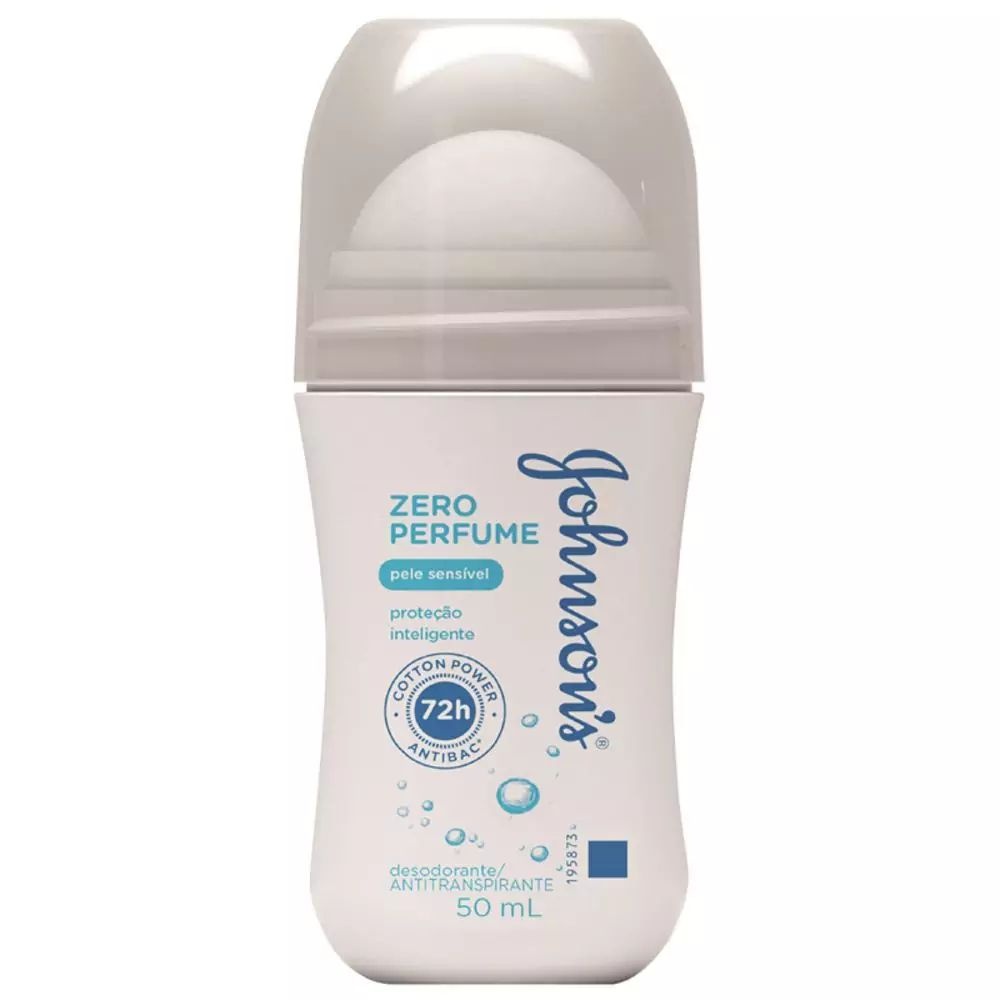 ZERO
PERFUME
pele sensível
proteção
inteligente
COTTON POWER
72h
ANTIBAC*
Johnson's®
195873
desodorante/
ANTITRANSPIRANTE
50 mL